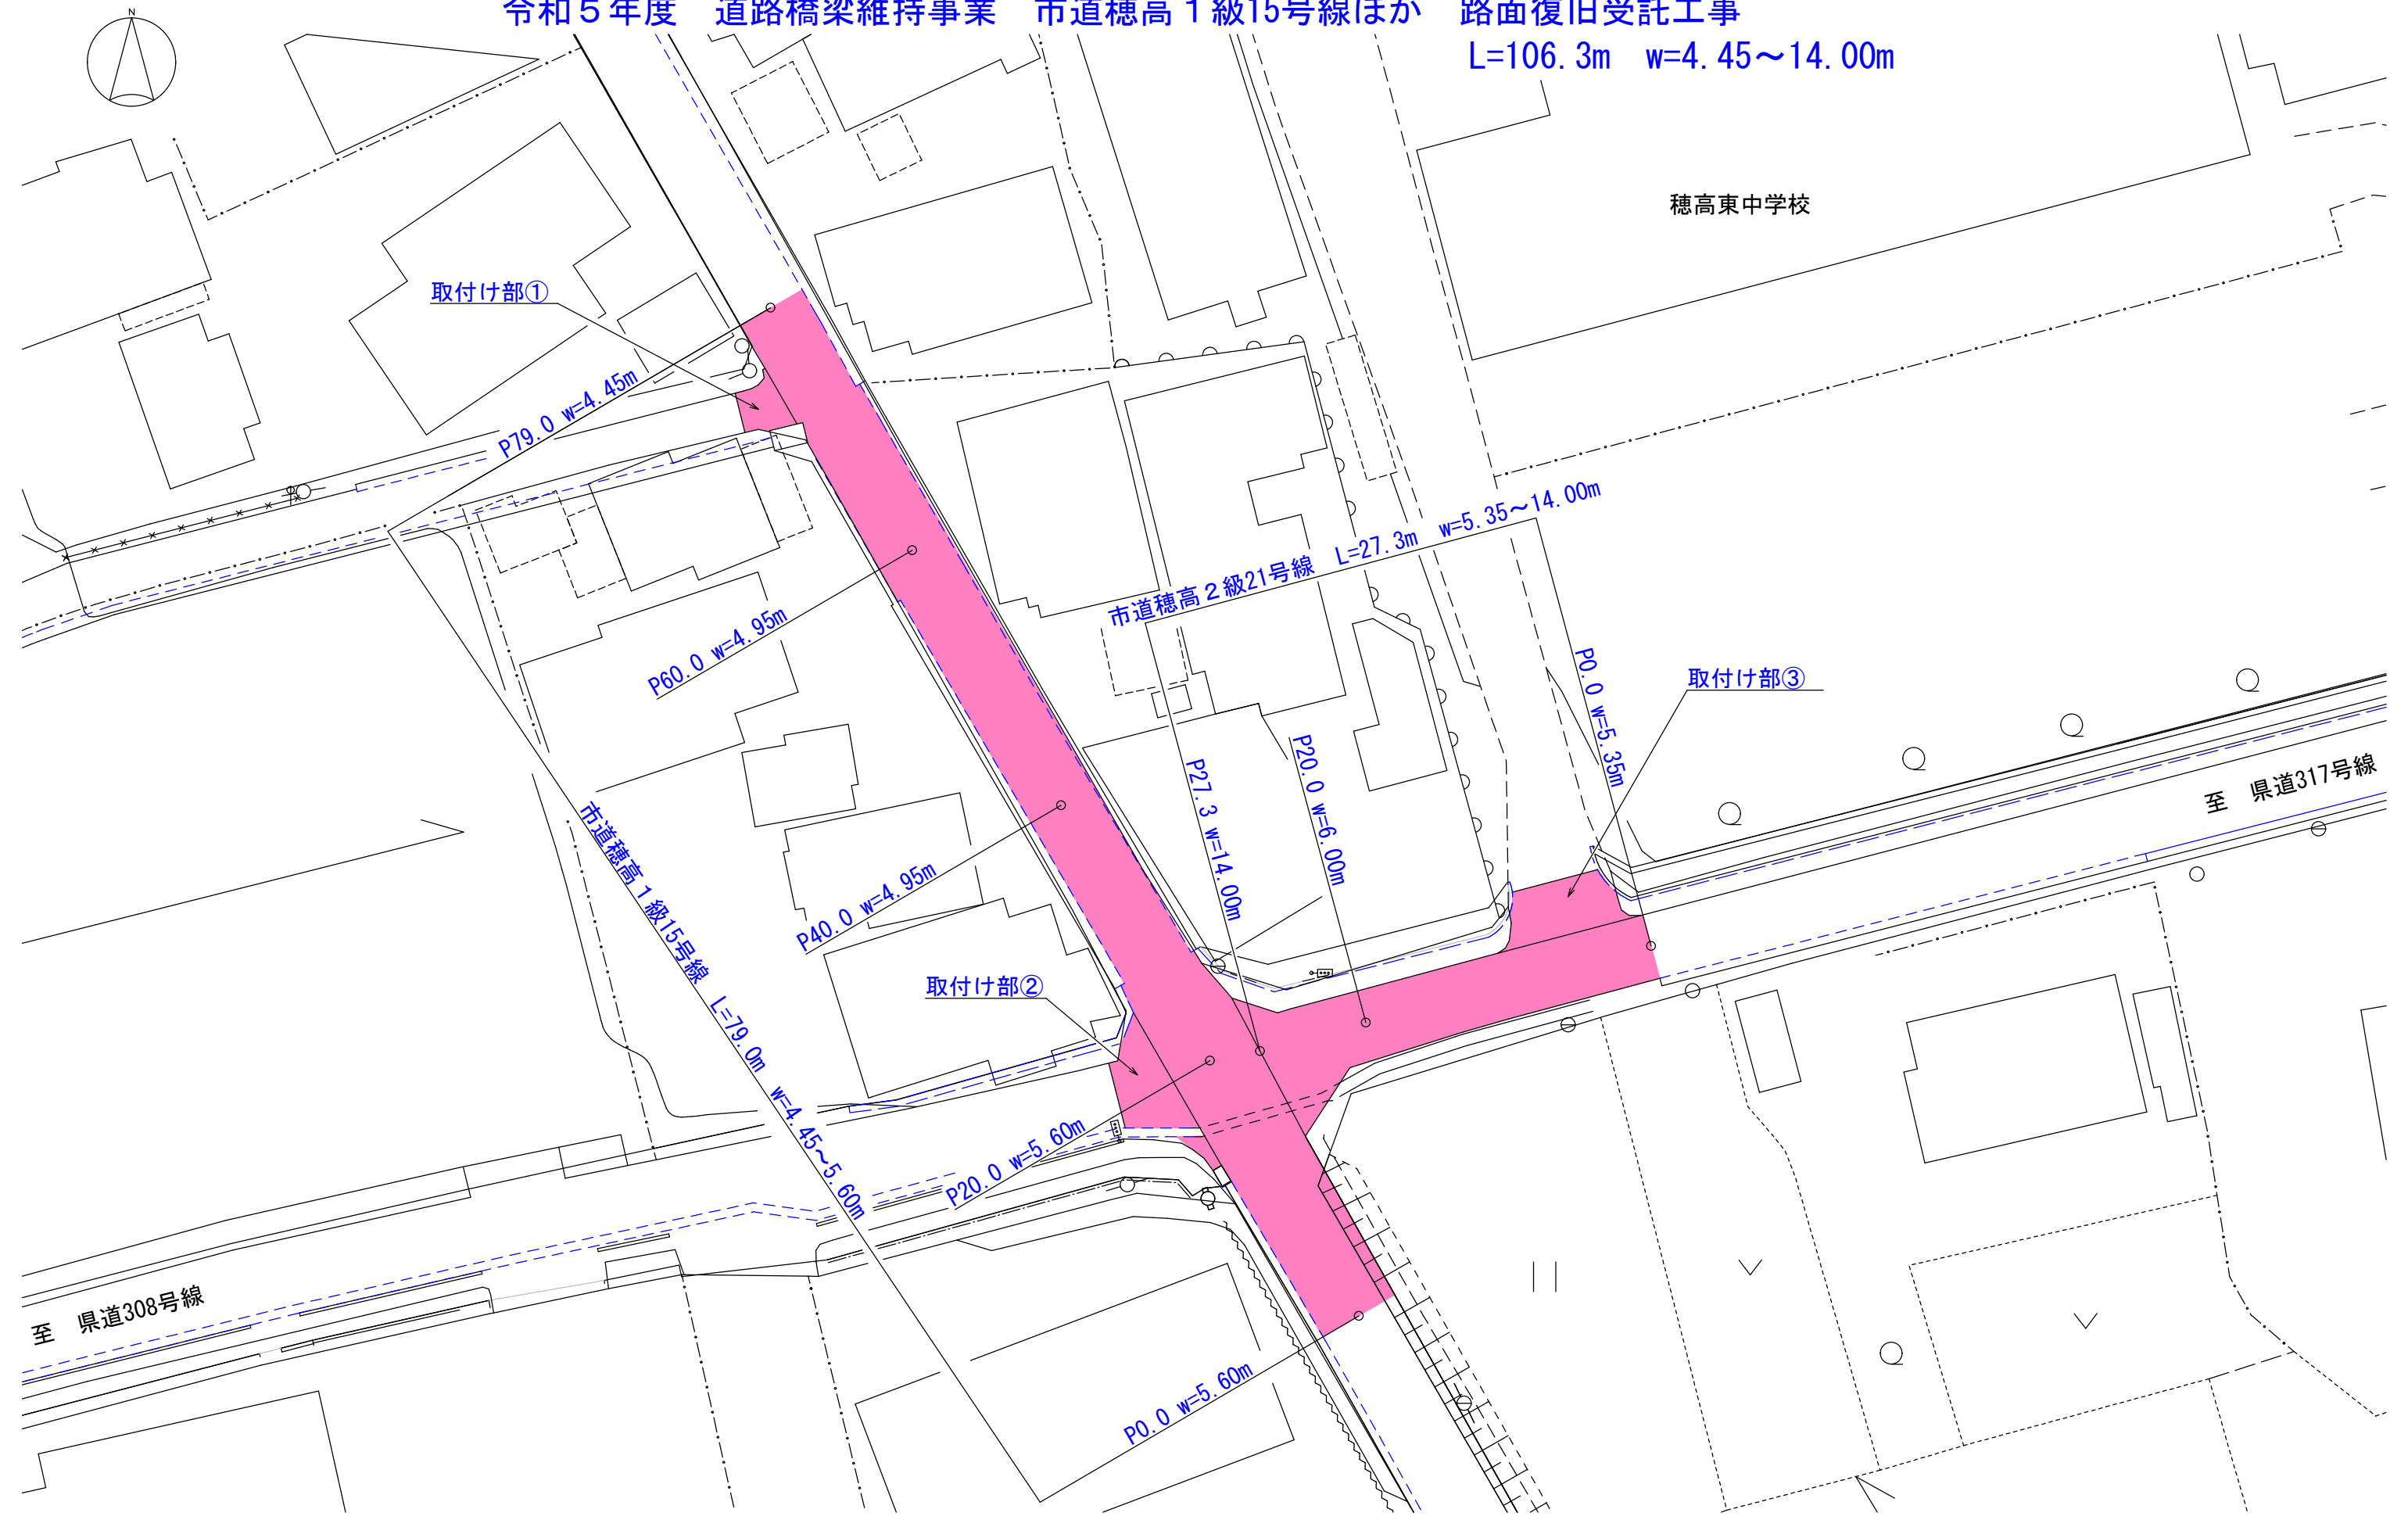 令和５年度　道路橋梁維持事業　市道穂高１級15号線ほか　路面復旧受託工事
L=106.3m　w=4.45～14.00m
N
穂高東中学校
取付け部①
P79.0 w=4.45m
市道穂高２級21号線　L=27.3m　w=5.35～14.00m
P60.0 w=4.95m
P0.0 w=5.35m
取付け部③
P20.0 w=6.00m
P27.3 w=14.00m
至　県道317号線
市道穂高１級15号線　L=79.0m　w=4.45～5.60m
P40.0 w=4.95m
取付け部②
P20.0 w=5.60m
至　県道308号線
P0.0 w=5.60m